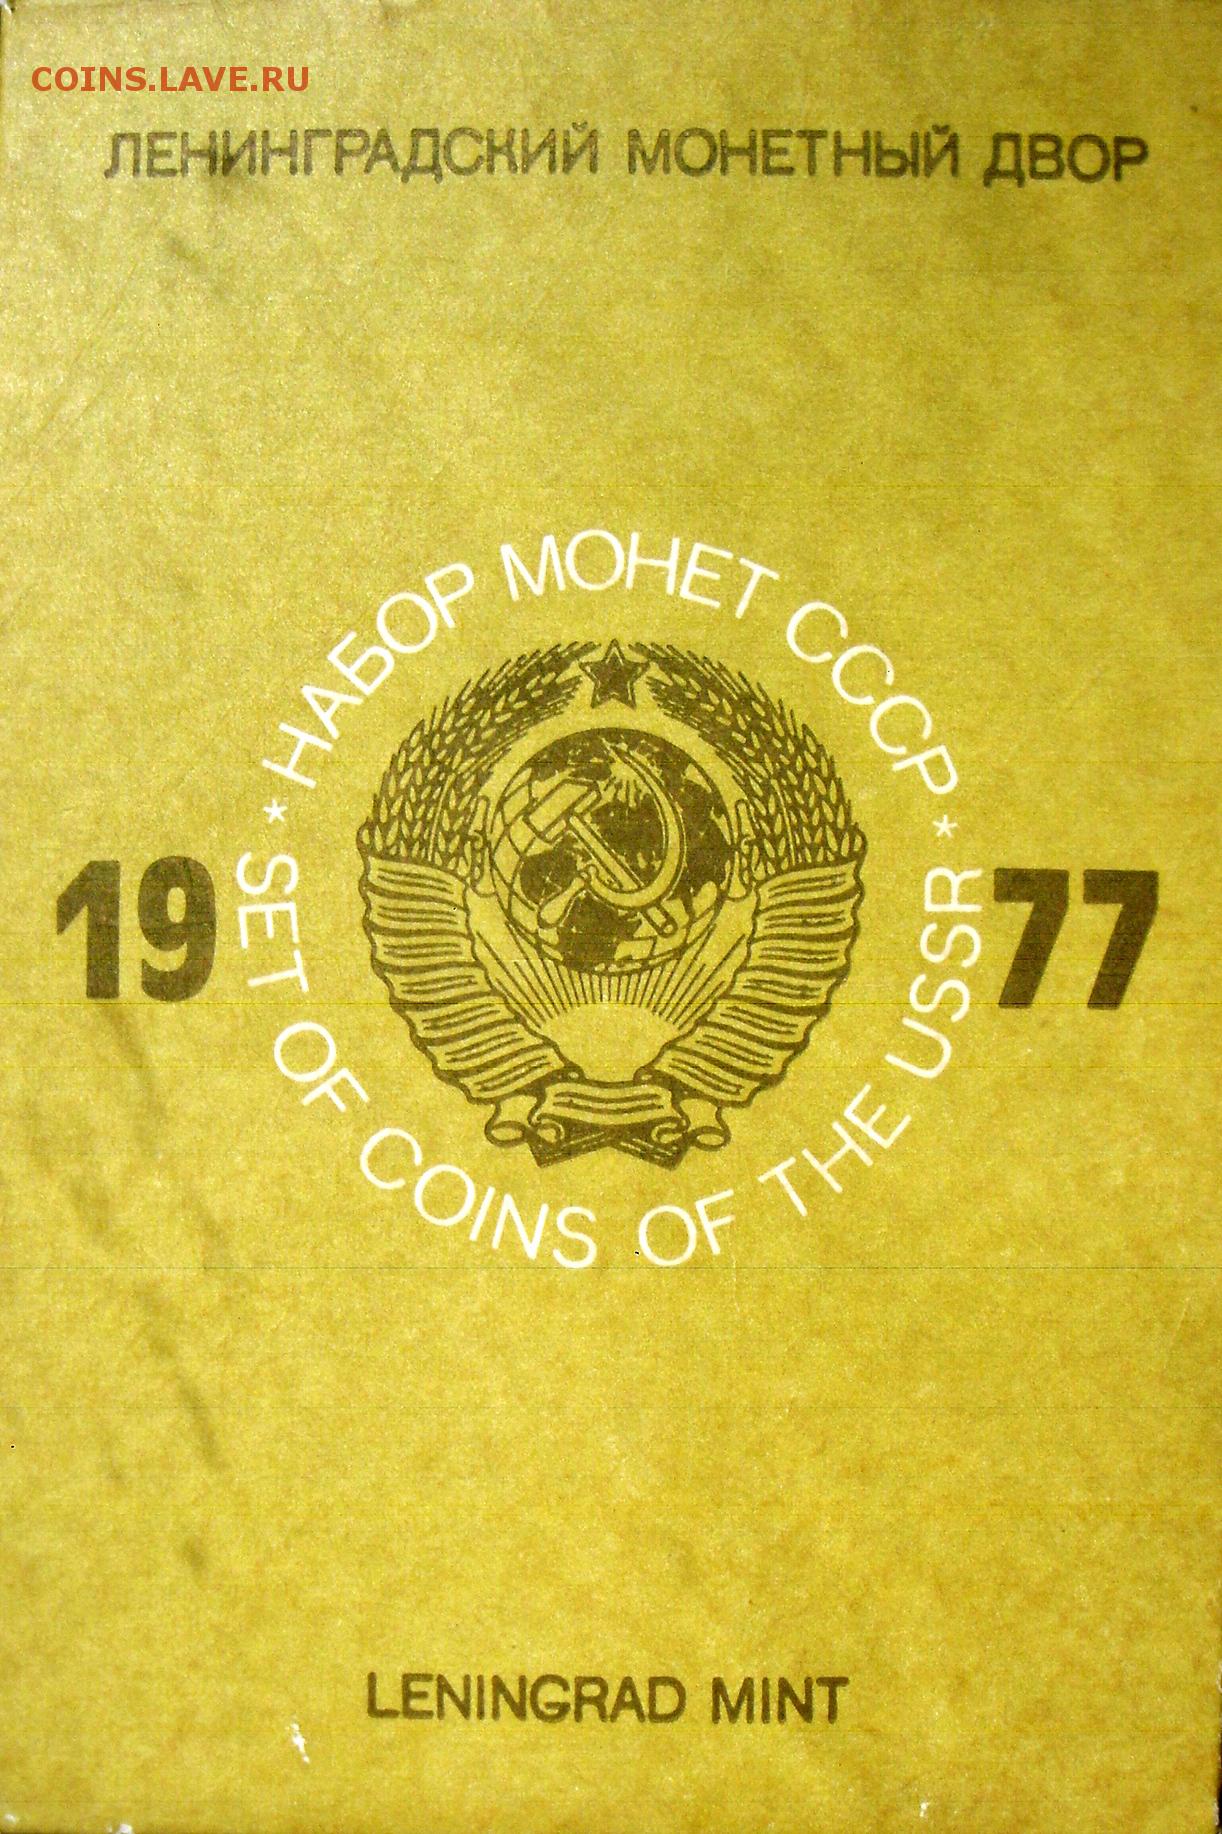 COINS.LAVE.RU
ЛЕНИНГРАДСКИЙ МОНЕТНЫЙ ДВОР
* НАБОР МОНЕТ СССР *
19 77
SET OF COINS OF THE USSR
LENINGRAD MINT